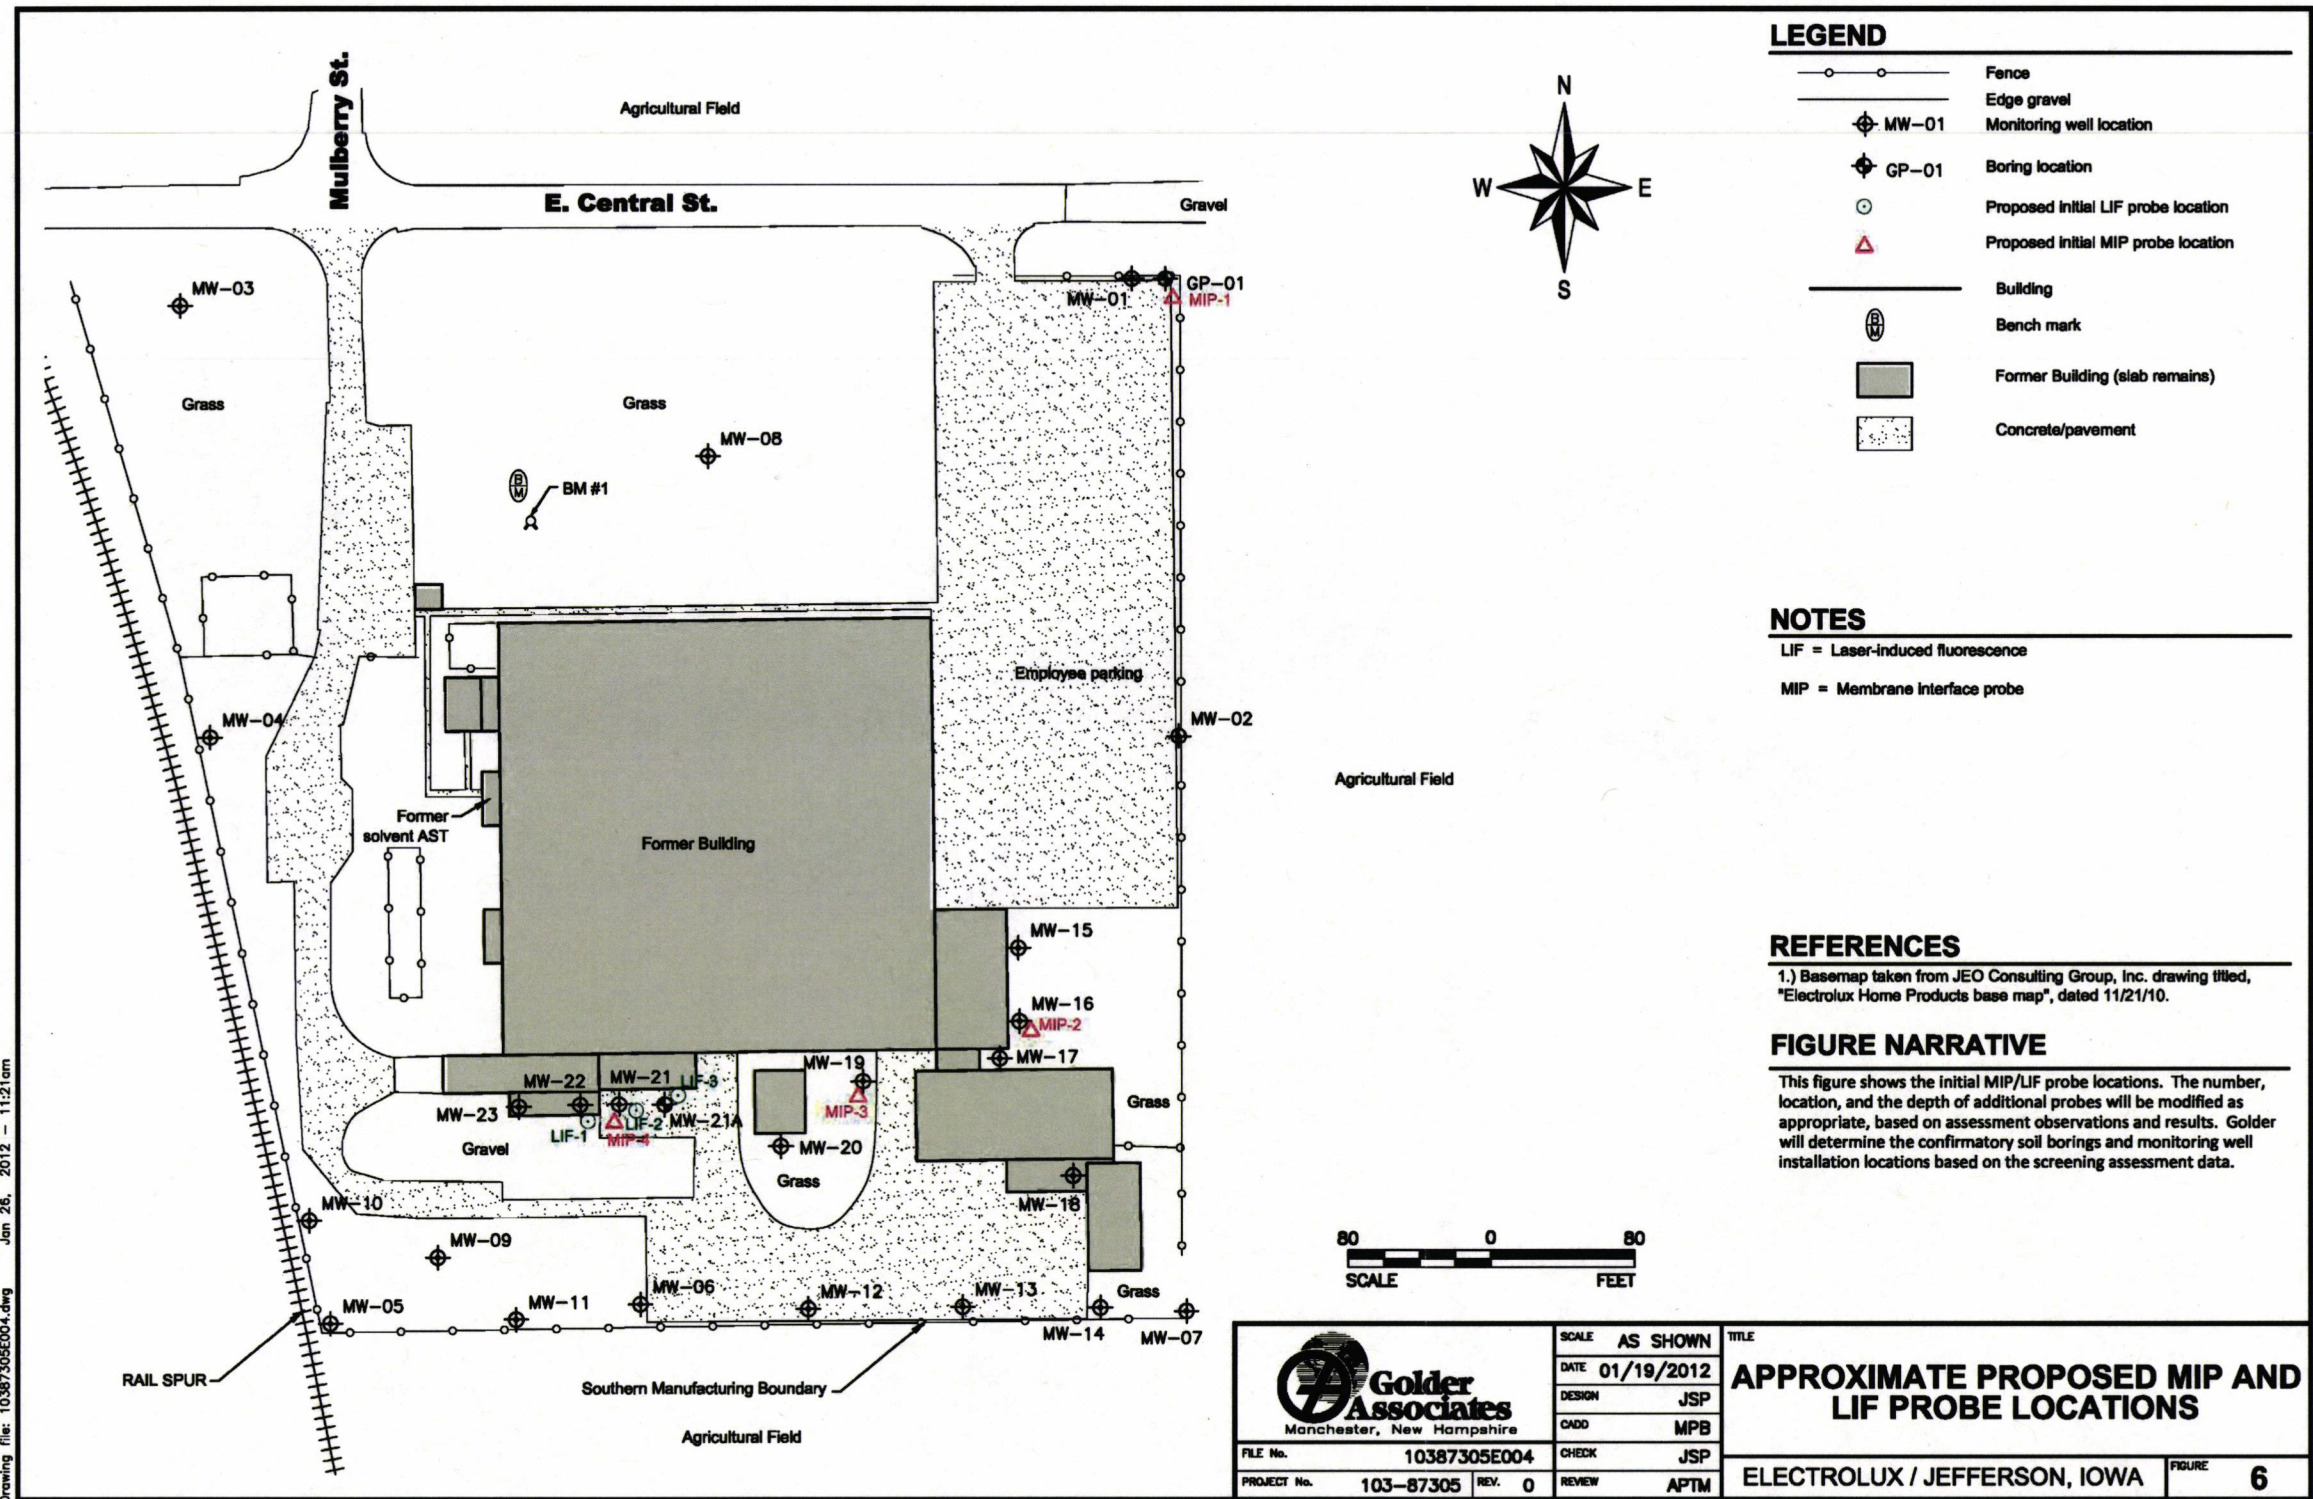 LEGEND
Fence
Edge gravel
MW-01 Monitoring well location
GP-01 Boring location
Proposed initial LIF probe location
Proposed initial MIP probe location
Building
B M Bench mark
Former Building (slab remains)
Concrete/pavement
NOTES
LIF = Laser-induced fluorescence
MIP = Membrane interface probe
REFERENCES
1.) Basemap taken from JEO Consulting Group, Inc. drawing titled,
"Electrolux Home Products base map", dated 11/21/10.
FIGURE NARRATIVE
This figure shows the initial MIP/LIF probe locations. The number,
location, and the depth of additional probes will be modified as
appropriate, based on assessment observations and results. Golder
will determine the confirmatory soil borings and monitoring well
installation locations based on the screening assessment data.
Mulberry St.
Agricultural Field
E. Central St.
Gravel
N
W E
S
MW-03
GP-01
MW-01
MIP-1
Grass
Grass
MW-08
B M
BM #1
Employee parking
MW-04
MW-02
Agricultural Field
Former
solvent AST
Former Building
MW-15
MW-16
MIP-2
MW-17
MW-19
MW-22
MW-21
LIF-3
MW-23
MIP-3
Grass
LIF-1
LIF-2
MW-21A
MIP-4
Gravel
MW-20
Grass
MW-10
MW-18
MW-09
MW-06
MW-12
MW-13
Grass
MW-05
MW-11
MW-14
MW-07
RAIL SPUR
Southern Manufacturing Boundary
Agricultural Field
80 0 80
SCALE FEET
Golder
Associates
Manchester, New Hampshire
FILE No. 10387305E004
PROJECT No. 103-87305 REV. 0
SCALE AS SHOWN
DATE 01/19/2012
DESIGN JSP
CADD MPB
CHECK JSP
REVIEW APTM
TITLE
APPROXIMATE PROPOSED MIP AND
LIF PROBE LOCATIONS
ELECTROLUX / JEFFERSON, IOWA
FIGURE 6
Drawing file: 10387305E004.dwg Jan 26, 2012 - 11:21am